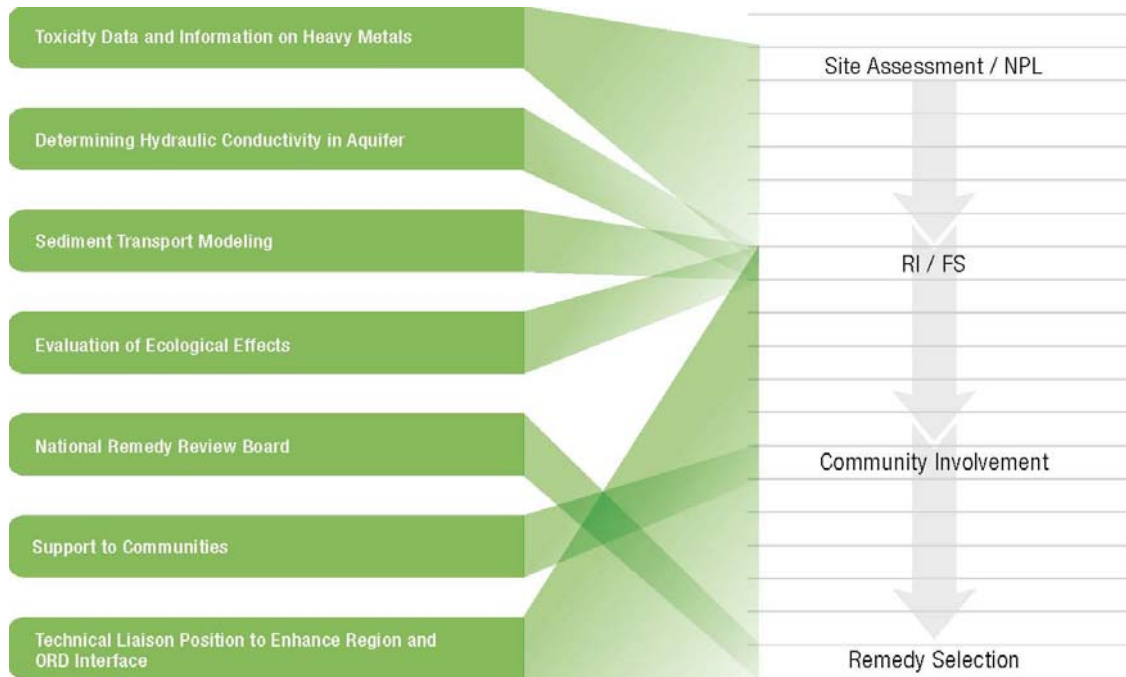 Toxicity Data and Information on Heavy Metals
Determining Hydraulic Conductivity in Aquifer
Sediment Transport Modeling
Evaluation of Ecological Effects
National Remedy Review Board
Support to Communities
Technical Liaison Position to Enhance Region and
ORD Interface
Site Assessment / NPL
RI / FS
Community Involvement
Remedy Selection